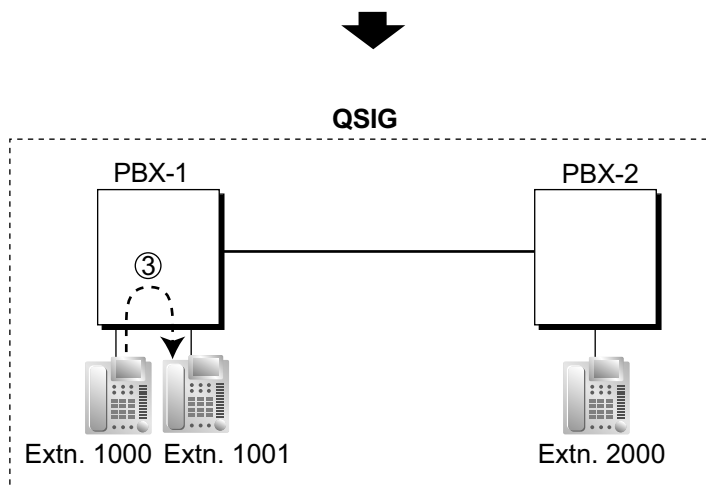 QSIG
PBX-1 PBX-2
③
Extn. 1000 Extn. 1001 Extn. 2000